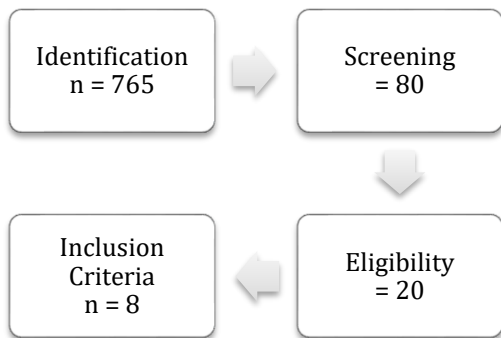 Identification
n = 765
Screening
= 80
Eligibility
= 20
Inclusion
Criteria
n = 8